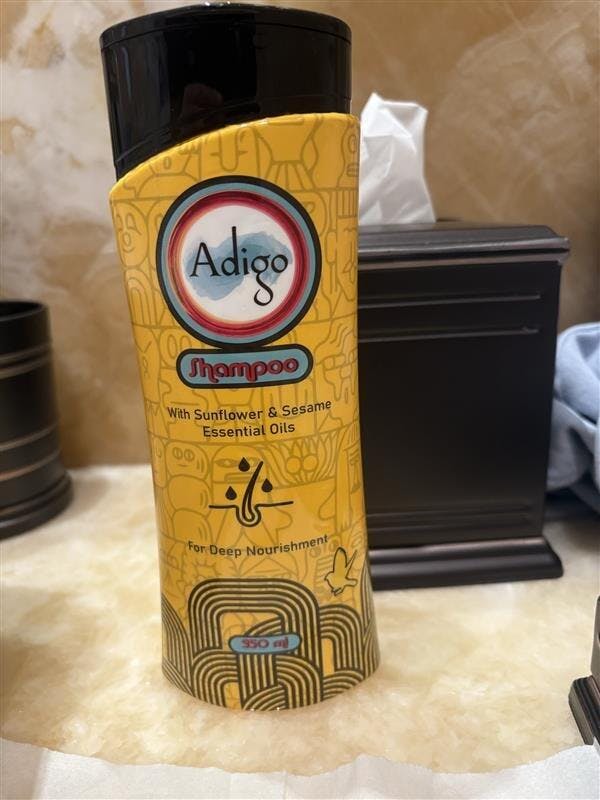 Adigo
Shampoo
With Sunflower & Sesame
Essential Oils
For Deep Nourishment
350 ml